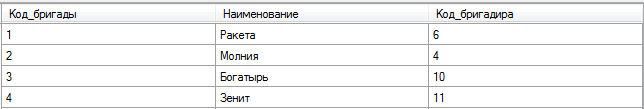 Код_бригады Наименование Код_бригадира
1 Ракета 6
2 Молния 4
3 Богатырь 10
4 Зенит 11